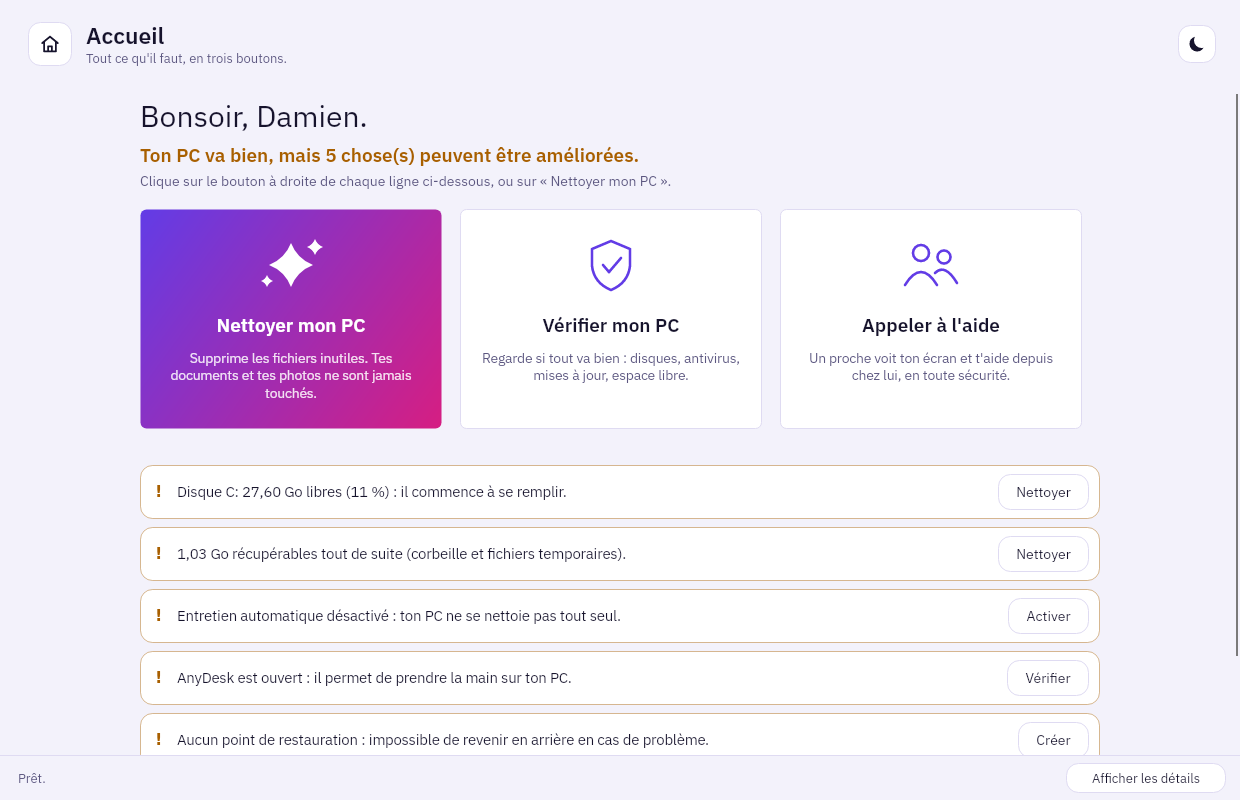 Accueil
Tout ce qu'il faut, en trois boutons.
Bonsoir, Damien.
Ton PC va bien, mais 5 chose(s) peuvent être améliorées.
Clique sur le bouton à droite de chaque ligne ci-dessous, ou sur « Nettoyer mon PC ».
Nettoyer mon PC
Supprime les fichiers inutiles. Tes
documents et tes photos ne sont jamais
touchés.
Vérifier mon PC
Regarde si tout va bien : disques, antivirus,
mises à jour, espace libre.
Appeler à l'aide
Un proche voit ton écran et t'aide depuis
chez lui, en toute sécurité.
! Disque C: 27,60 Go libres (11 %) : il commence à se remplir. Nettoyer
! 1,03 Go récupérables tout de suite (corbeille et fichiers temporaires). Nettoyer
! Entretien automatique désactivé : ton PC ne se nettoie pas tout seul. Activer
! AnyDesk est ouvert : il permet de prendre la main sur ton PC. Vérifier
! Aucun point de restauration : impossible de revenir en arrière en cas de problème. Créer
Prêt. Afficher les détails